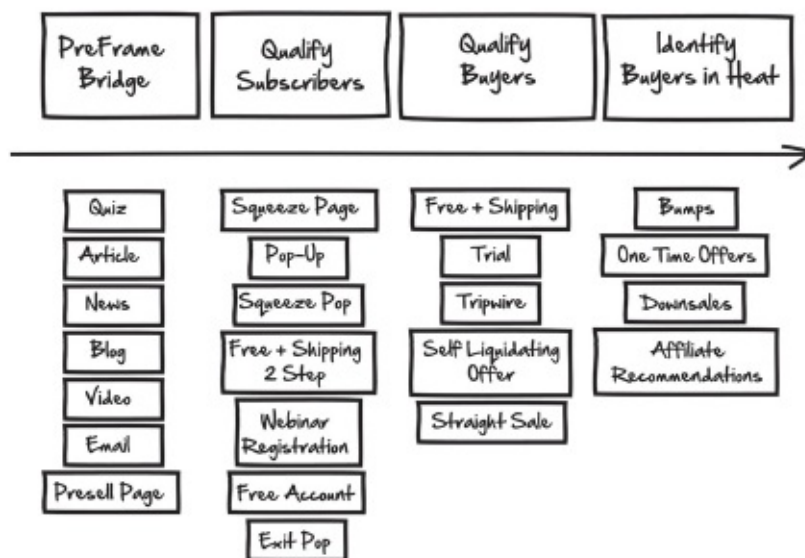 PreFrame
Bridge
Qualify
Subscribers
Qualify
Buyers
Identify
Buyers in Heat
Quiz
Article
News
Blog
Video
Email
Presell Page
Squeeze Page
Pop-Up
Squeeze Pop
Free + Shipping
2 Step
Webinar
Registration
Free Account
Exit Pop
Free + Shipping
Trial
Tripwire
Self Liquidating
Offer
Straight Sale
Bumps
One Time Offers
Downsales
Affiliate
Recommendations